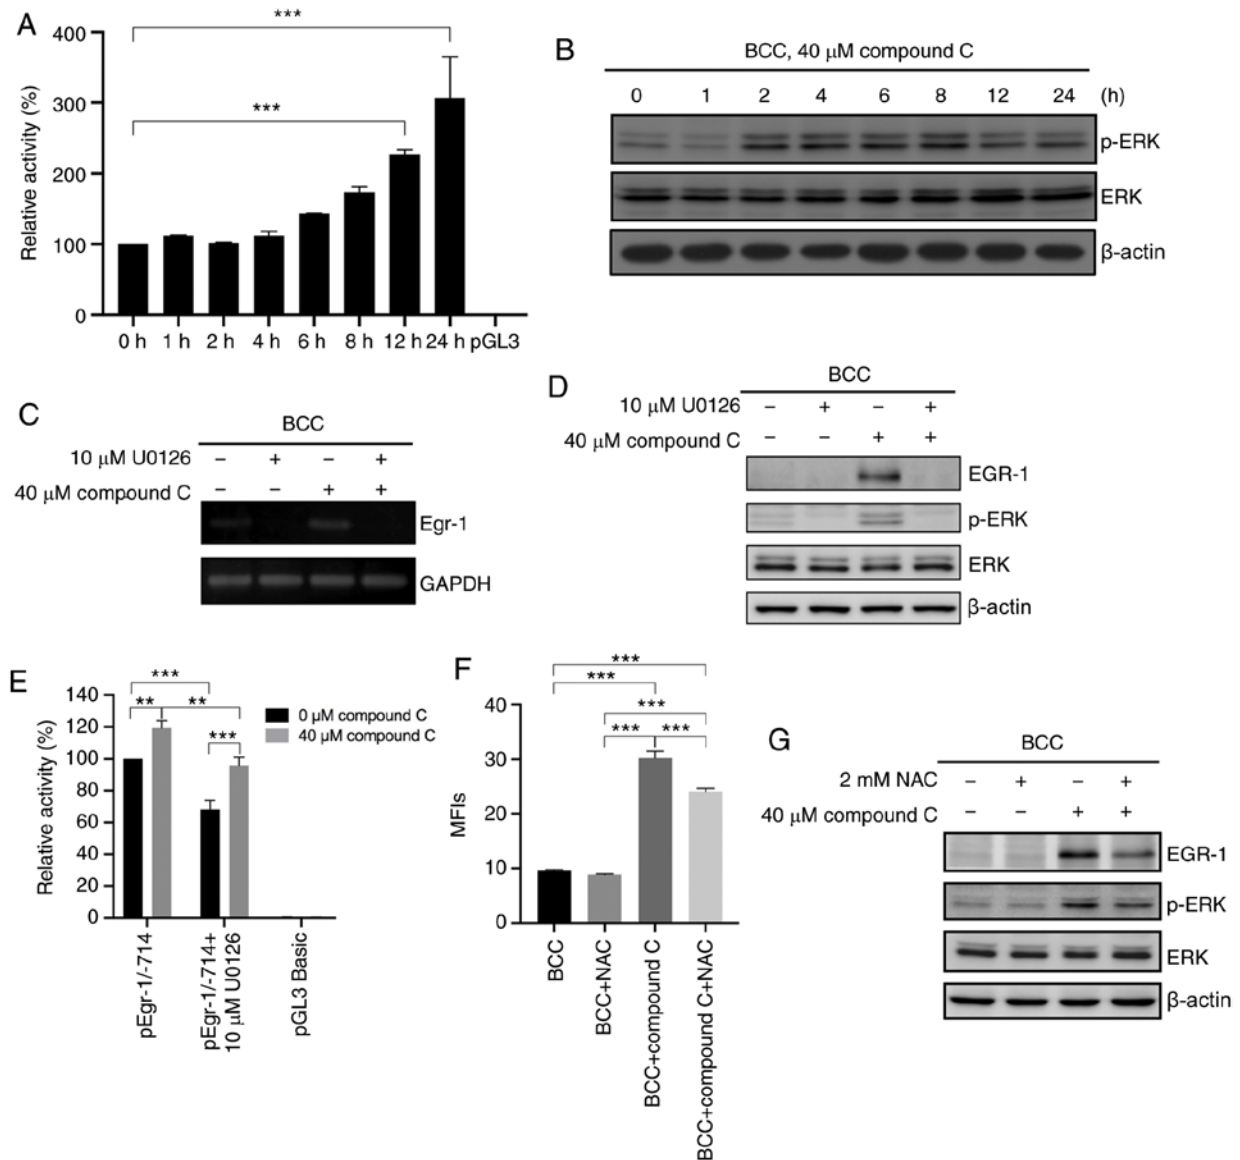 A
***
***
400
300
200
100
0
Relative activity (%)
0 h 1 h 2 h 4 h 6 h 8 h 12 h 24 h pGL3
B
BCC, 40 μM compound C
0 1 2 4 6 8 12 24 (h)
p-ERK
ERK
β-actin
C
BCC
10 μM U0126 – + – +
40 μM compound C – – + +
Egr-1
GAPDH
D
BCC
10 μM U0126 – + – +
40 μM compound C – – + +
EGR-1
p-ERK
ERK
β-actin
E
***
** **
***
140
120
100
80
60
40
20
0
Relative activity (%)
0 μM compound C
40 μM compound C
pEgr-1/-714
pEgr-1/-714+
10 μM U0126
pGL3 Basic
F
***
***
***
*** ***
40
30
20
10
0
MFIs
BCC
BCC+NAC
BCC+compound C
BCC+compound C+NAC
G
BCC
2 mM NAC – + – +
40 μM compound C – – + +
EGR-1
p-ERK
ERK
β-actin